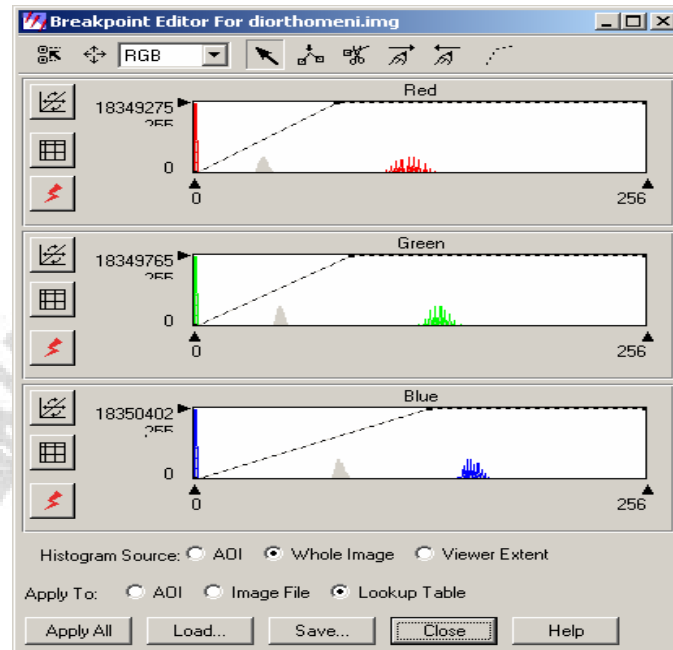 Breakpoint Editor For diorthomeni.img
RGB
Red
18349275
255
0
0 256
Green
18349765
255
0
0 256
Blue
18350402
255
0
0 256
Histogram Source: AOI Whole Image Viewer Extent
Apply To: AOI Image File Lookup Table
Apply All Load... Save... Close Help